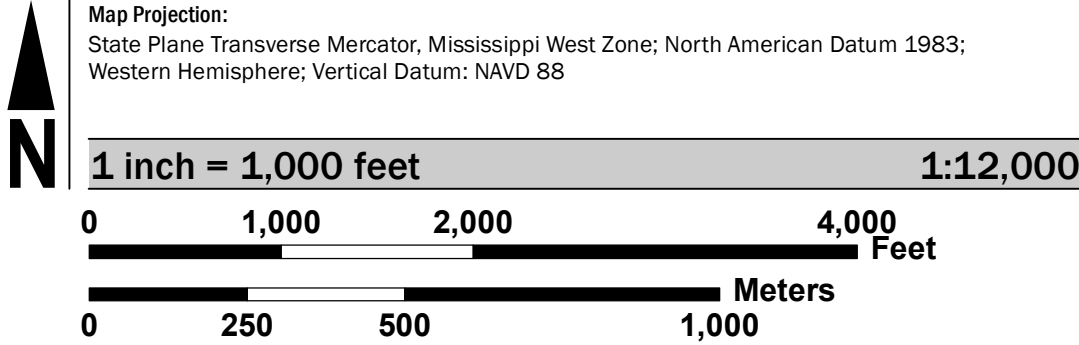 Map Projection:
State Plane Transverse Mercator, Mississippi West Zone; North American Datum 1983;
Western Hemisphere; Vertical Datum: NAVD 88
N
1 inch = 1,000 feet 1:12,000
0 1,000 2,000 4,000
Feet
Meters
0 250 500 1,000